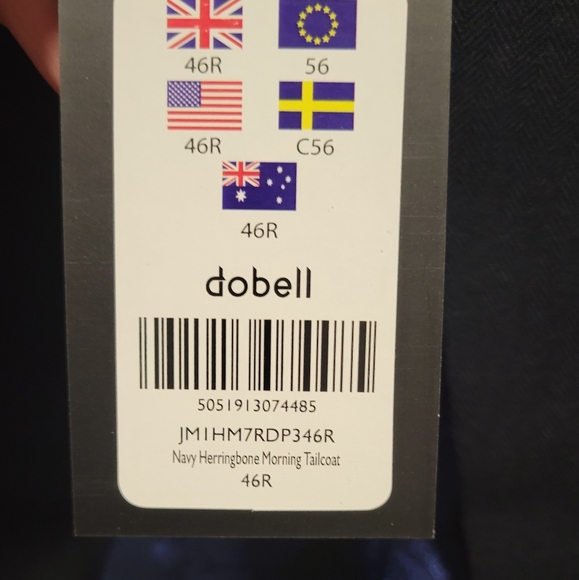 46R 56
46R C56
46R
dobell
5051913074485
JM1HM7RDP346R
Navy Herringbone Morning Tailcoat
46R